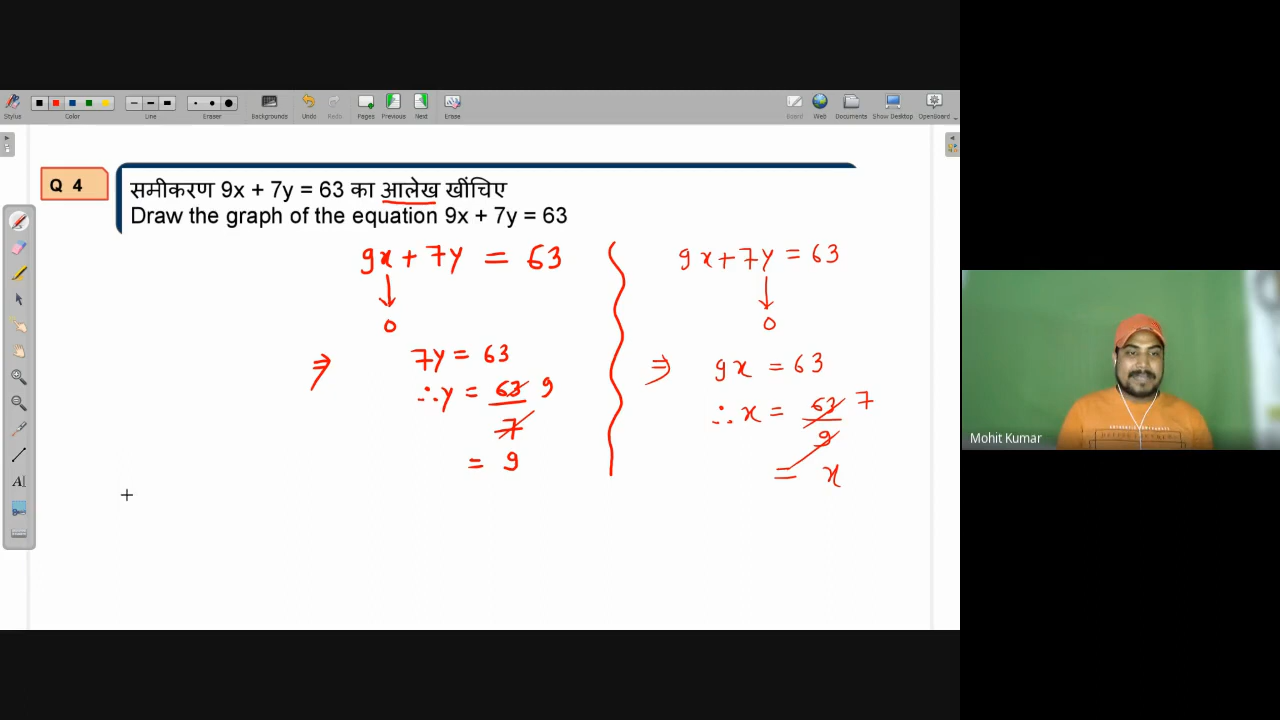 Stylus Color Line Eraser Backgrounds Undo Redo Pages Previous Next Erase Board Web Documents Show Desktop OpenBoard
Q 4
समीकरण 9x + 7y = 63 का आलेख खींचिए
Draw the graph of the equation 9x + 7y = 63
9x + 7y = 63
0
⇒ 7y = 63
∴ y = 63/7 9
= 9
9x + 7y = 63
0
⇒ 9x = 63
∴ x = 63/9 7
= x
Mohit Kumar